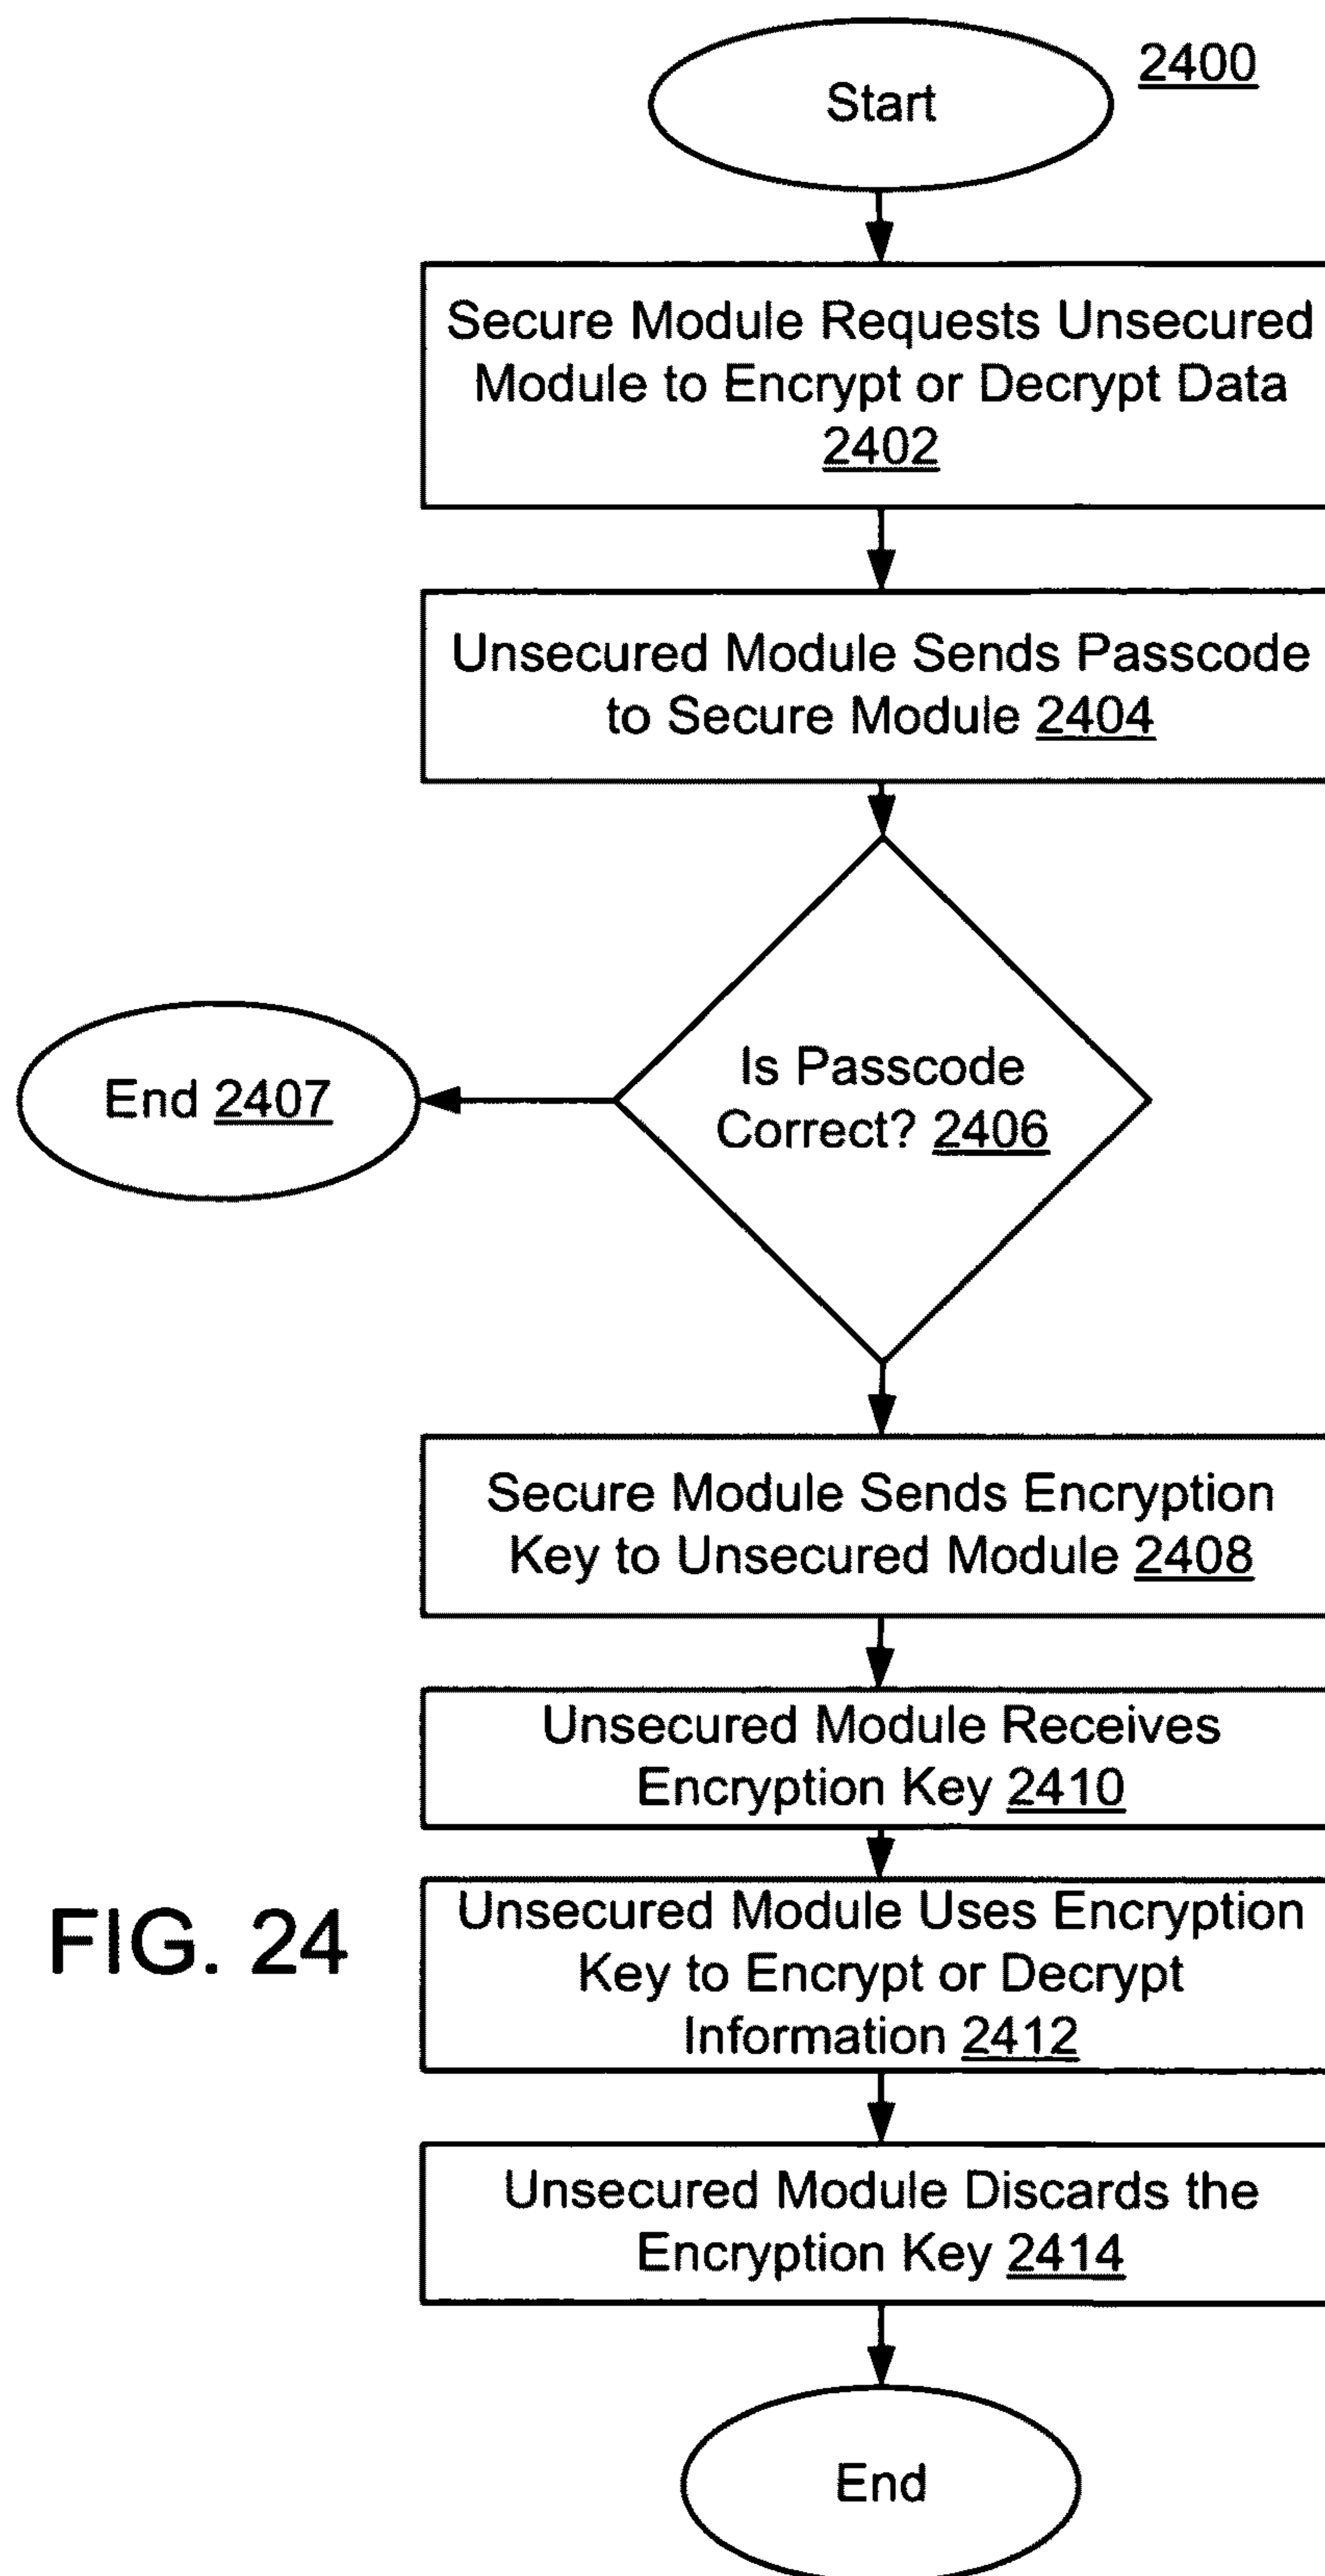 2400
Start
Secure Module Requests Unsecured
Module to Encrypt or Decrypt Data
2402
Unsecured Module Sends Passcode
to Secure Module 2404
Is Passcode
Correct? 2406
End 2407
Secure Module Sends Encryption
Key to Unsecured Module 2408
Unsecured Module Receives
Encryption Key 2410
Unsecured Module Uses Encryption
Key to Encrypt or Decrypt
Information 2412
FIG. 24
Unsecured Module Discards the
Encryption Key 2414
End